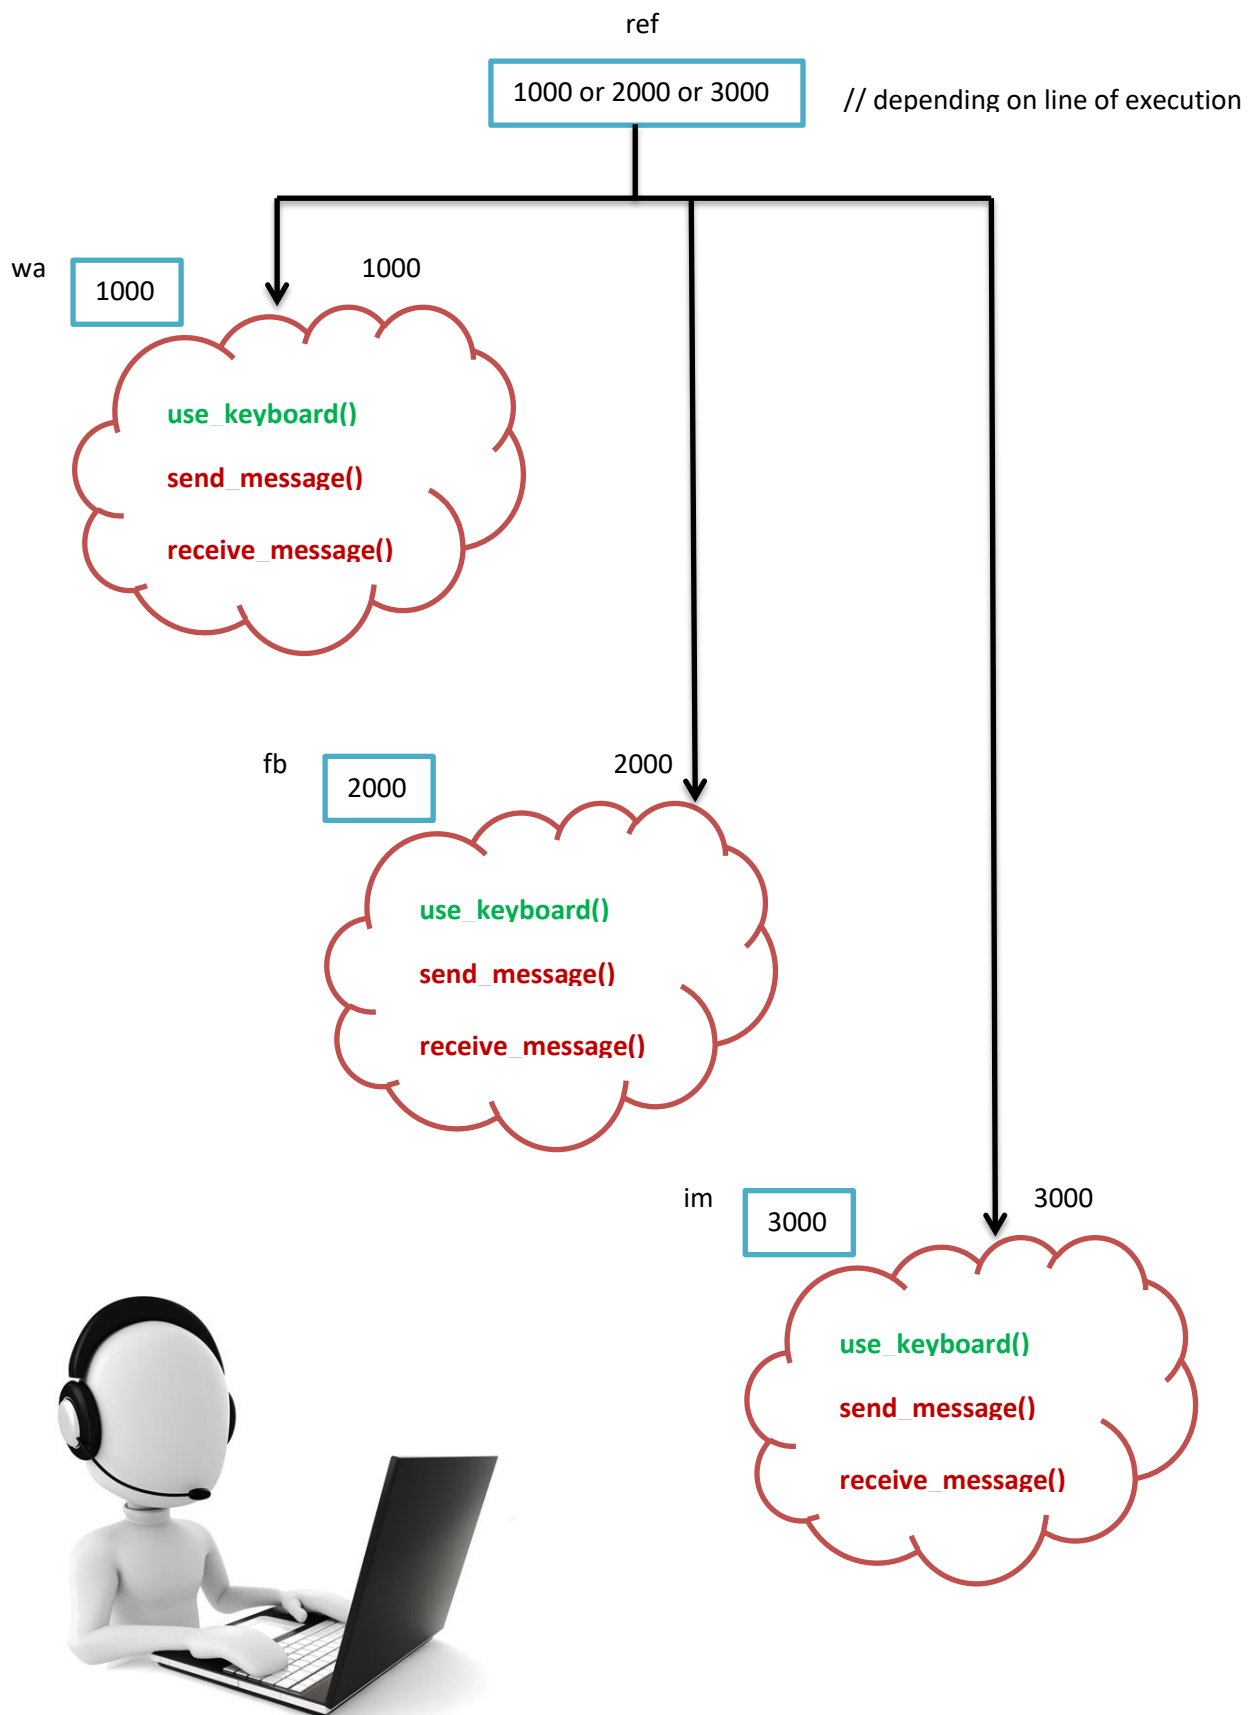 ref
1000 or 2000 or 3000 // depending on line of execution
wa 1000 1000
use_keyboard()
send_message()
receive_message()
fb 2000 2000
use_keyboard()
send_message()
receive_message()
im 3000 3000
use_keyboard()
send_message()
receive_message()